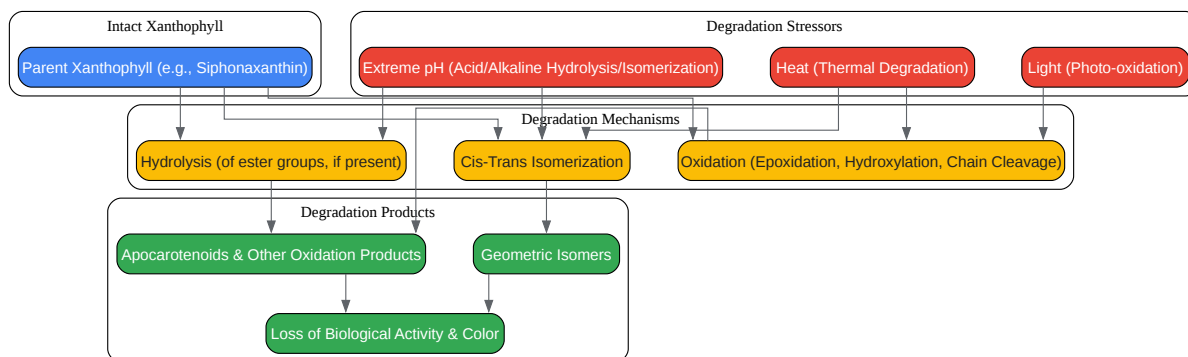 Intact Xanthophyll
Degradation Stressors
Parent Xanthophyll (e.g., Siphonaxanthin)
Extreme pH (Acid/Alkaline Hydrolysis/Isomerization)
Heat (Thermal Degradation)
Light (Photo-oxidation)
Degradation Mechanisms
Hydrolysis (of ester groups, if present)
Cis-Trans Isomerization
Oxidation (Epoxidation, Hydroxylation, Chain Cleavage)
Degradation Products
Apocarotenoids & Other Oxidation Products
Geometric Isomers
Loss of Biological Activity & Color